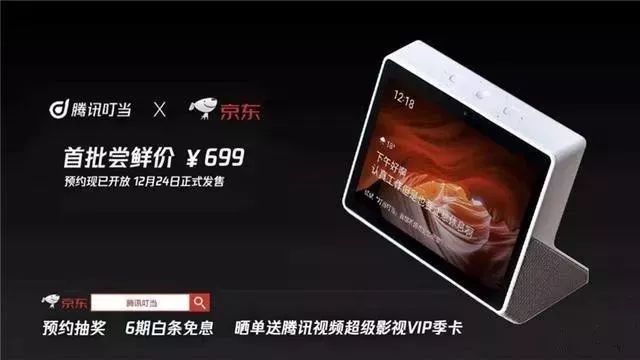 腾讯叮当 X 京东
首批尝鲜价 ¥699
预约现已开放 12月24日正式发售
12:18
18°
下午好啊
京东 腾讯叮当
预约抽奖 6期白条免息 晒单送腾讯视频超级影视VIP季卡